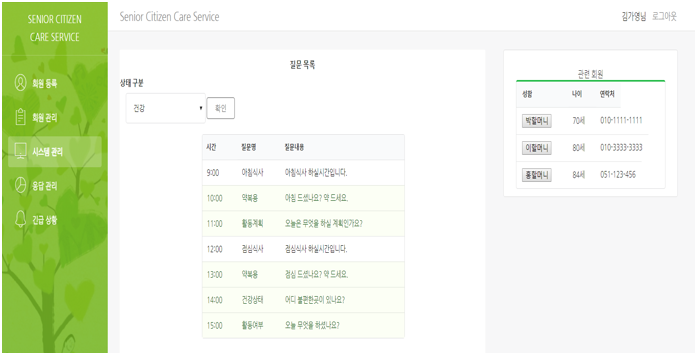 SENIOR CITIZEN
CARE SERVICE
회원 등록
회원 관리
시스템 관리
응답 관리
긴급 상황
Senior Citizen Care Service
김가영님 로그아웃
질문 목록
상태 구분
건강 확인
시간 질문명 질문내용
9:00 아침식사 아침식사 하실시간입니다.
10:00 약복용 아침 드셨나요? 약 드세요.
11:00 활동계획 오늘은 무엇을 하실 계획인가요?
12:00 점심식사 점심식사 하실시간입니다.
13:00 약복용 점심 드셨나요? 약 드세요.
14:00 건강상태 어디 불편한곳이 있나요?
15:00 활동여부 오늘 무엇을 하셨나요?
관련 회원
성함 나이 연락처
박할머니 70세 010-1111-1111
이할머니 80세 010-3333-3333
홍할머니 84세 051-123-456